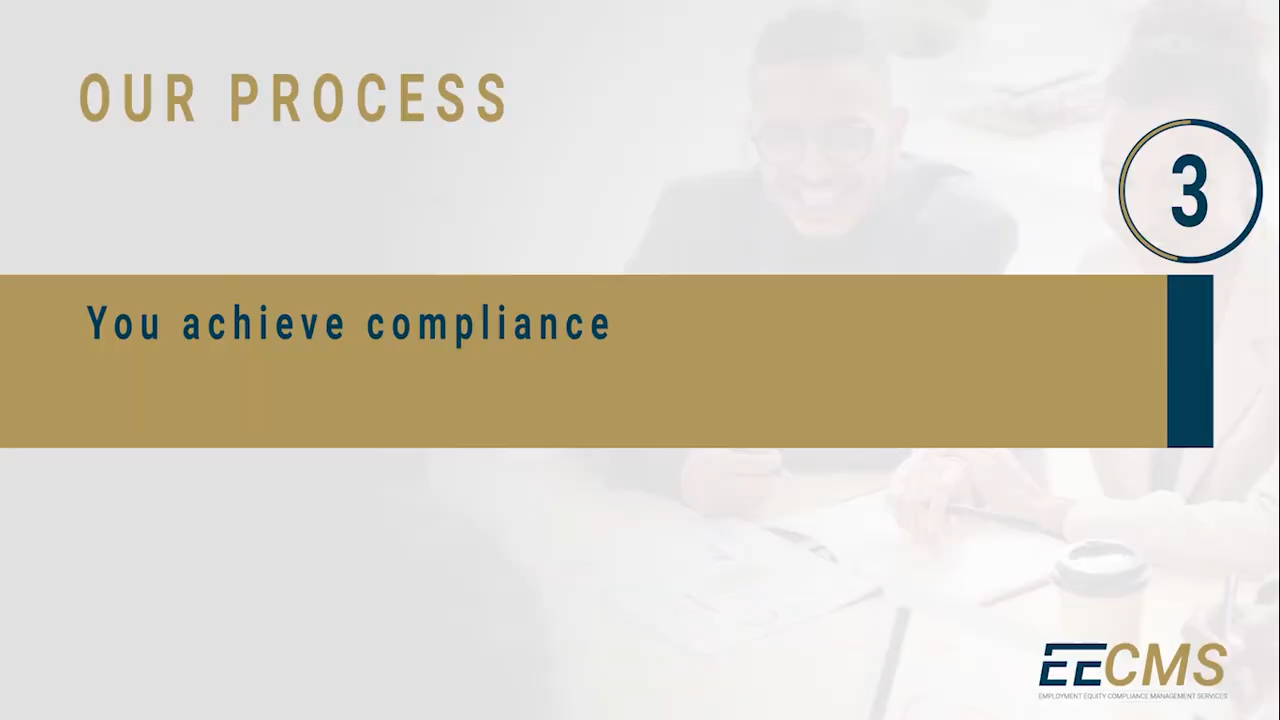 OUR PROCESS
3
You achieve compliance
EECMS
EMPLOYMENT EQUITY COMPLIANCE MANAGEMENT SERVICES